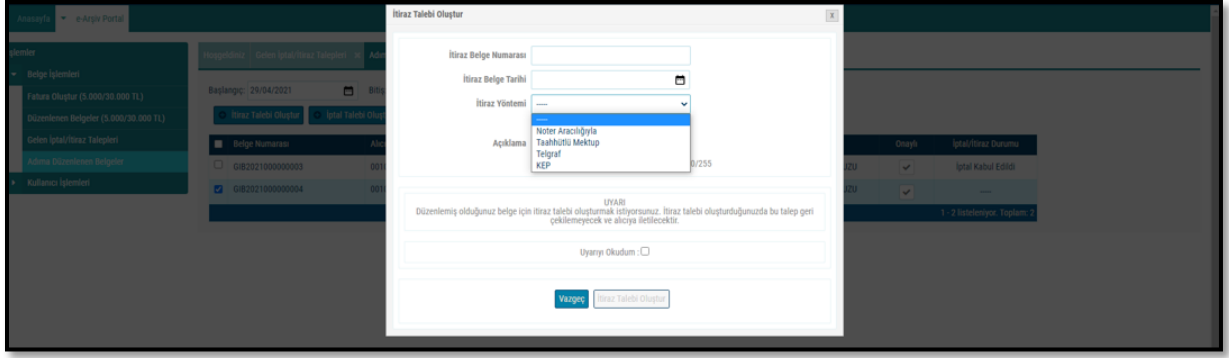 Anasayfa
e-Arşiv Portal
İtiraz Talebi Oluştur
x
İtiraz Belge Numarası
İtiraz Belge Tarihi
İtiraz Yöntemi
-----
-----
Noter Aracılığıyla
Taahhütlü Mektup
Telgraf
KEP
Açıklama
0/255
UYARI
Düzenlemiş olduğunuz belge için itiraz talebi oluşturmak istiyorsunuz. İtiraz talebi oluşturduğunuzda bu talep geri
çekilemeyecek ve alıcıya iletilecektir.
Uyarıyı Okudum :
Vazgeç
İtiraz Talebi Oluştur
Belge İşlemleri
Fatura Oluştur (5.000/30.000 TL)
Düzenlenen Belgeler (5.000/30.000 TL)
Gelen İptal/İtiraz Talepleri
Adıma Düzenlenen Belgeler
Kullanıcı İşlemleri
Hoşgeldiniz
Gelen İptal/İtiraz Talepleri
Başlangıç: 29/04/2021
İtiraz Talebi Oluştur
Belge Numarası
Onaylı
İptal/İtiraz Durumu
GIB2021000000003
İptal Kabul Edildi
GIB2021000000004
-----
1 - 2 listeleniyor. Toplam: 2